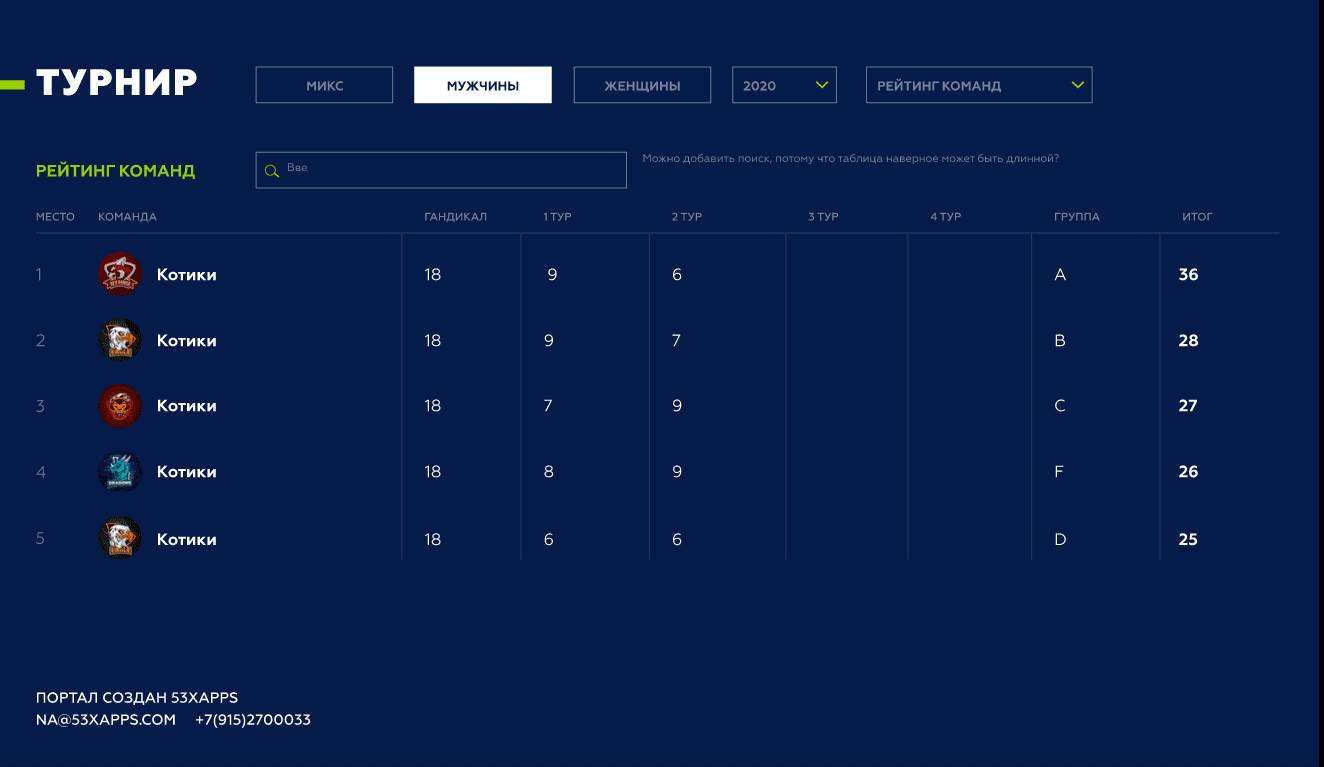 ТУРНИР
МИКС
МУЖЧИНЫ
ЖЕНЩИНЫ
2020
РЕЙТИНГ КОМАНД
РЕЙТИНГ КОМАНД
Вве
Можно добавить поиск, потому что таблица наверное может быть длинной?
МЕСТО КОМАНДА ГАНДИКАЛ 1 ТУР 2 ТУР 3 ТУР 4 ТУР ГРУППА ИТОГ
1 Котики 18 9 6 A 36
2 Котики 18 9 7 B 28
3 Котики 18 7 9 C 27
4 Котики 18 8 9 F 26
5 Котики 18 6 6 D 25
ПОРТАЛ СОЗДАН 53XAPPS
NA@53XAPPS.COM +7(915)2700033